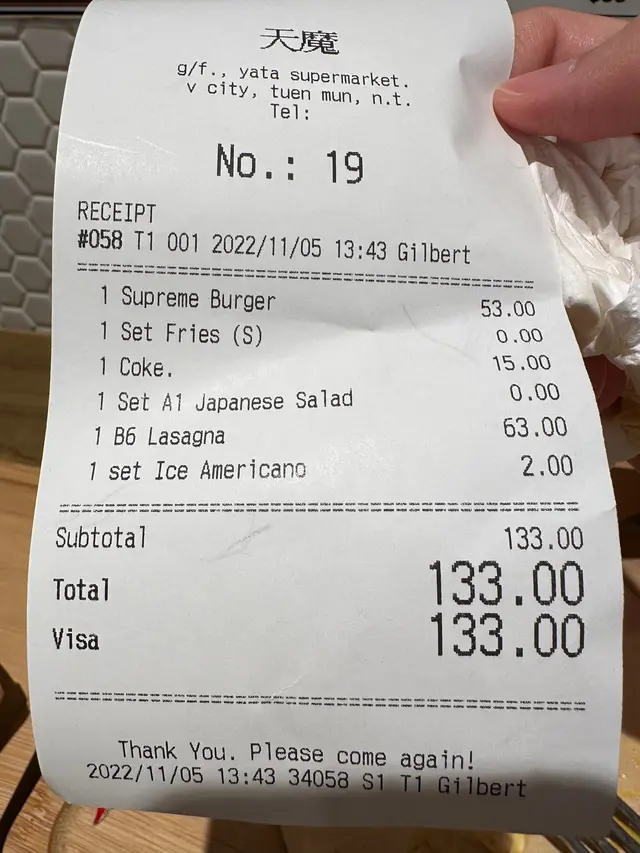 天魔
g/f., yata supermarket.
v city, tuen mun, n.t.
Tel:
No.: 19
RECEIPT
#058 T1 001 2022/11/05 13:43 Gilbert
1 Supreme Burger 53.00
1 Set Fries (S) 0.00
1 Coke. 15.00
1 Set A1 Japanese Salad 0.00
1 B6 Lasagna 63.00
1 set Ice Americano 2.00
Subtotal 133.00
Total 133.00
Visa 133.00
Thank You. Please come again!
2022/11/05 13:43 34058 S1 T1 Gilbert